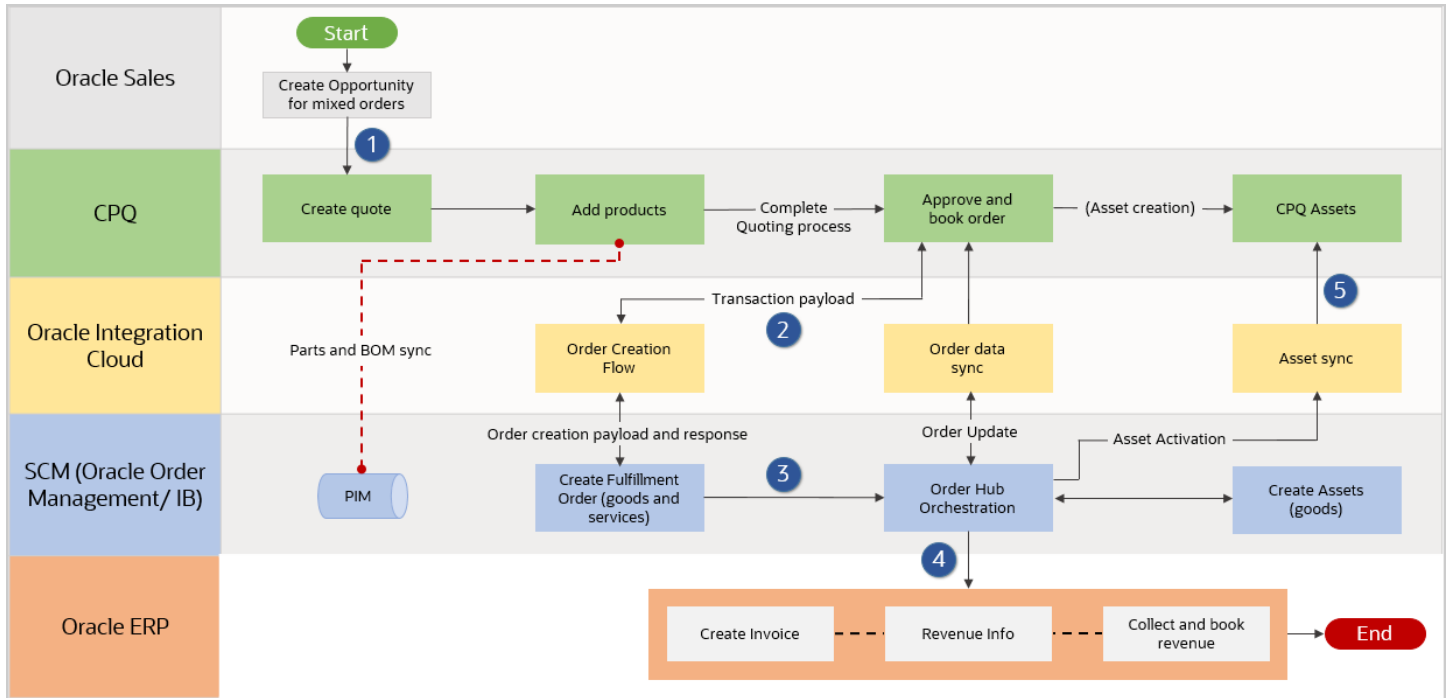 Start
Oracle Sales
Create Opportunity
for mixed orders
1
CPQ
Create quote
Add products
Complete
Quoting process
Approve and
book order
(Asset creation)
CPQ Assets
Oracle Integration
Cloud
Parts and BOM sync
Transaction payload
2
5
Order Creation
Flow
Order data
sync
Asset sync
SCM (Oracle Order
Management/ IB)
Order creation payload and response
Order Update
Asset Activation
PIM
Create Fulfillment
Order (goods and
services)
3
Order Hub
Orchestration
Create Assets
(goods)
4
Oracle ERP
Create Invoice
Revenue Info
Collect and book
revenue
End